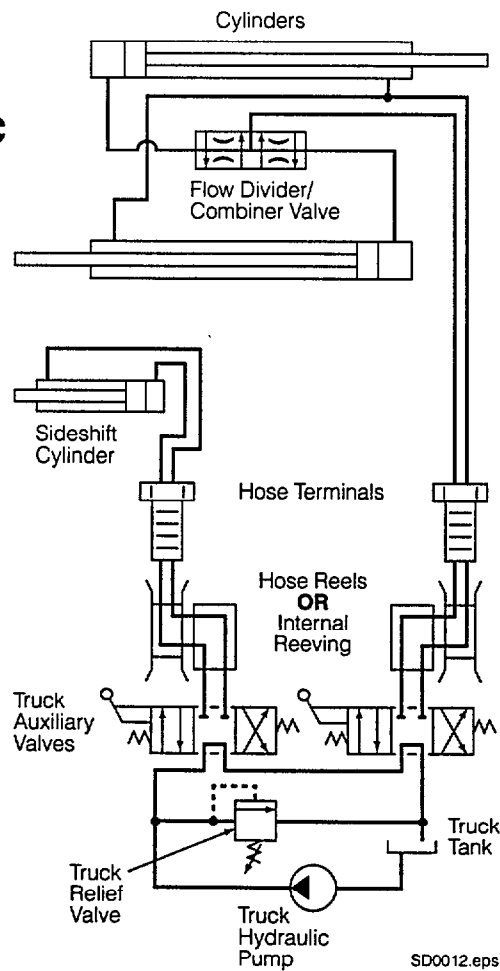 Cylinders
C
Flow Divider/
Combiner Valve
Sideshift
Cylinder
Hose Terminals
Hose Reels
OR
Internal
Reeving
Truck
Auxiliary
Valves
Truck
Tank
Truck
Relief
Valve
Truck
Hydraulic
Pump
SD0012.eps